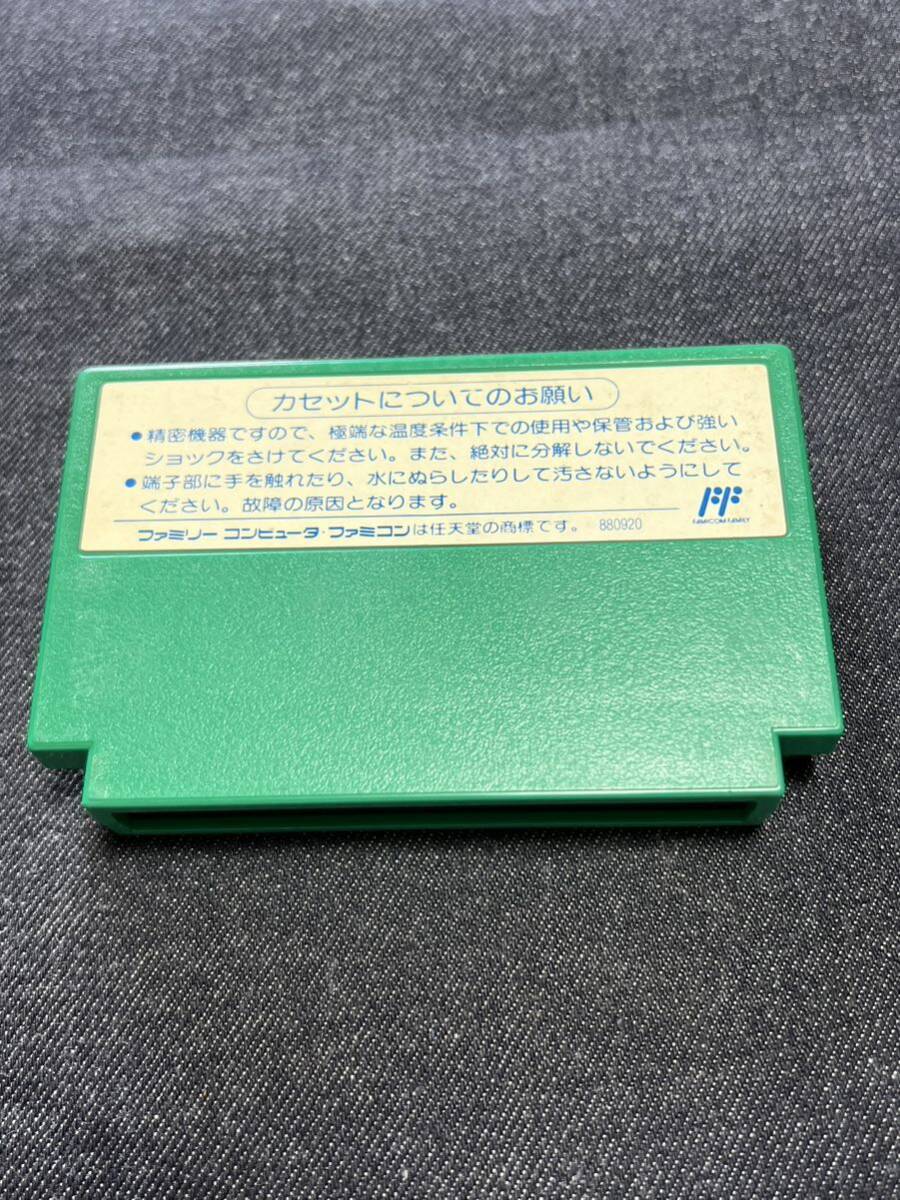 カセットについてのお願い
●精密機器ですので、極端な温度条件下での使用や保管および強い
ショックをさけてください。また、絶対に分解しないでください。
●端子部に手を触れたり、水にぬらしたりして汚さないようにして
ください。故障の原因となります。
FAMICOM FAMILY
ファミリー コンピュータ・ファミコンは任天堂の商標です。 880920